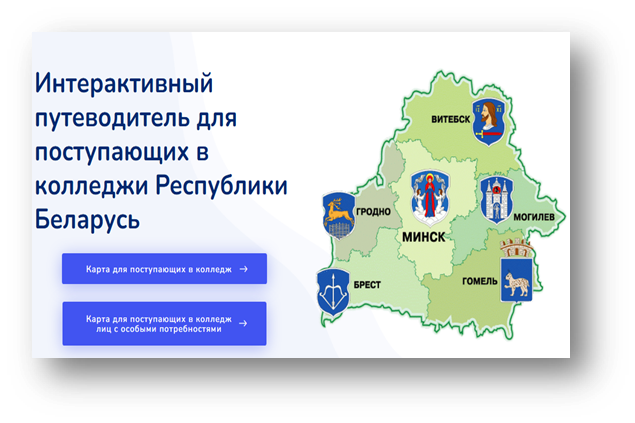 Интерактивный
путеводитель для
поступающих в
колледжи Республики
Беларусь
Карта для поступающих в колледж →
Карта для поступающих в колледж →
лиц с особыми потребностями
ВИТЕБСК
ГРОДНО
МОГИЛЕВ
МИНСК
БРЕСТ
ГОМЕЛЬ